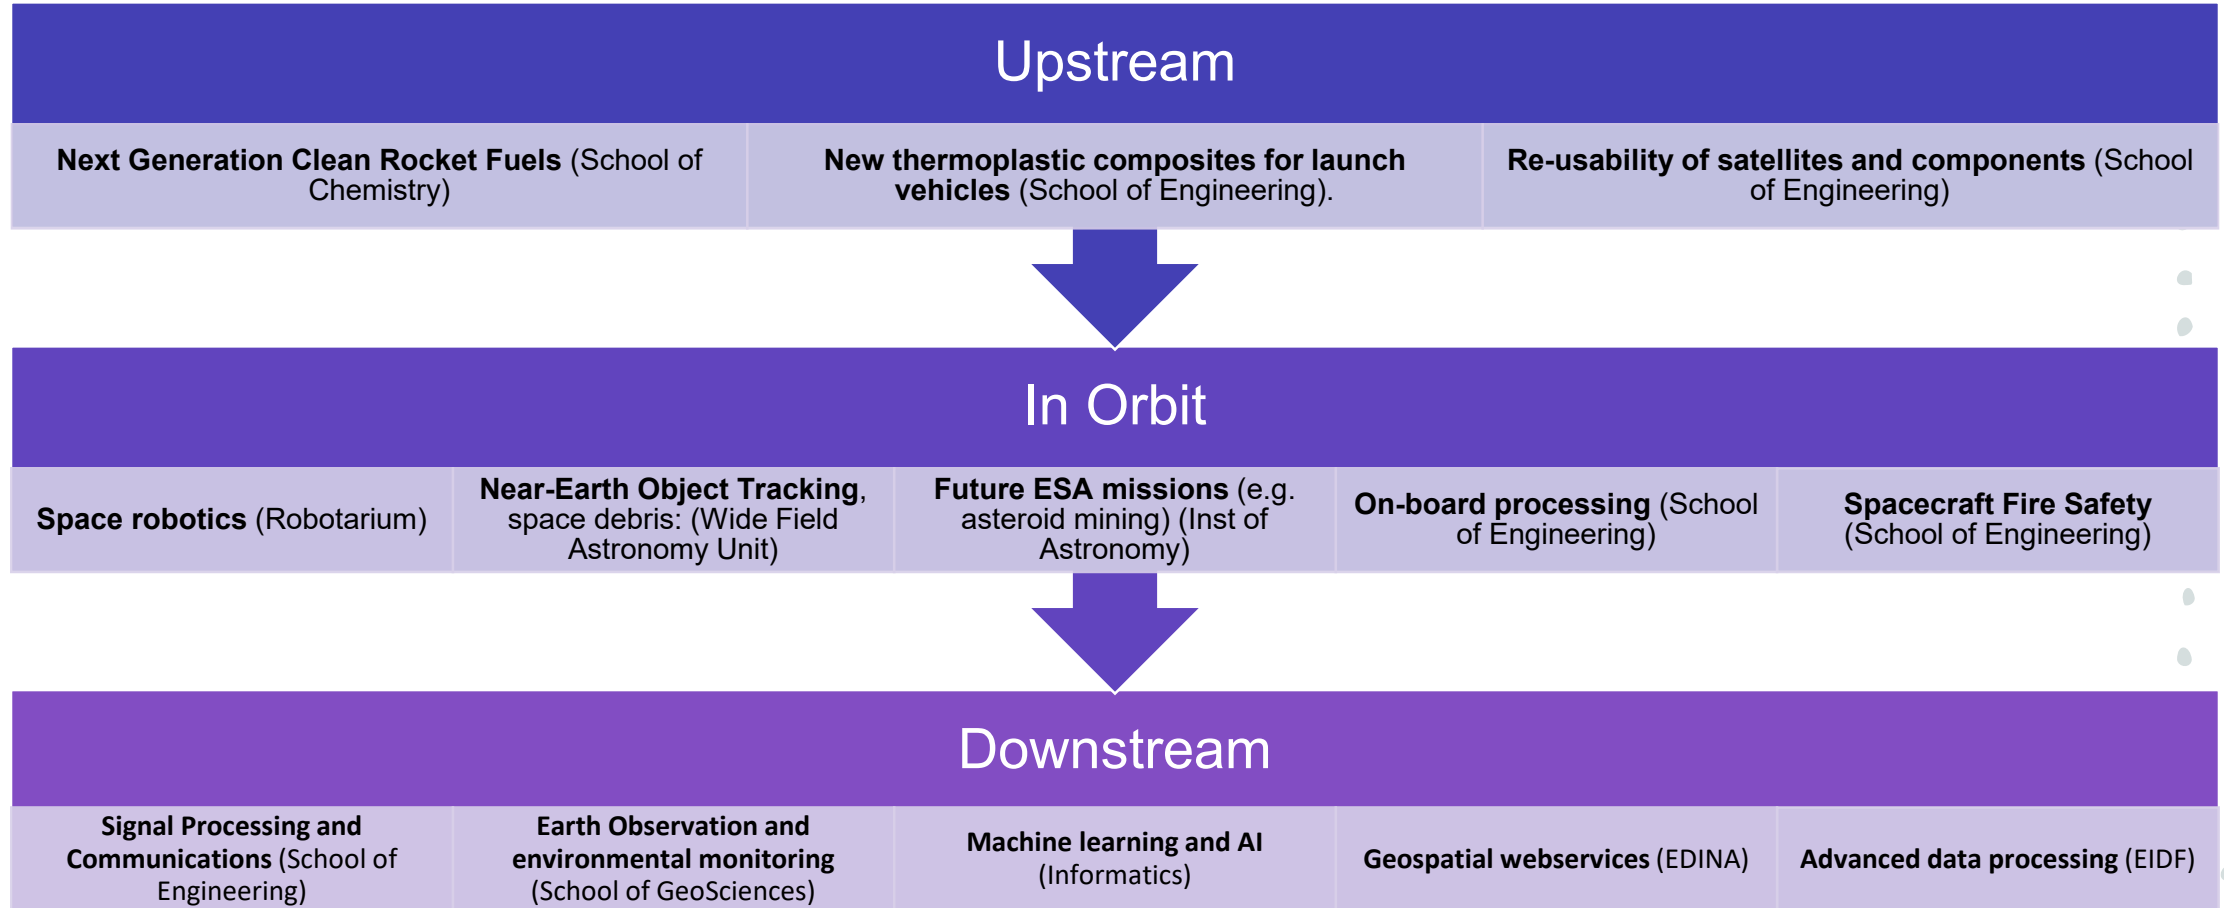 Upstream
Next Generation Clean Rocket Fuels (School of
Chemistry)
New thermoplastic composites for launch
vehicles (School of Engineering).
Re-usability of satellites and components (School
of Engineering)
In Orbit
Space robotics (Robotarium)
Near-Earth Object Tracking,
space debris: (Wide Field
Astronomy Unit)
Future ESA missions (e.g.
asteroid mining) (Inst of
Astronomy)
On-board processing (School
of Engineering)
Spacecraft Fire Safety
(School of Engineering)
Downstream
Signal Processing and
Communications (School of
Engineering)
Earth Observation and
environmental monitoring
(School of GeoSciences)
Machine learning and AI
(Informatics)
Geospatial webservices (EDINA)
Advanced data processing (EIDF)